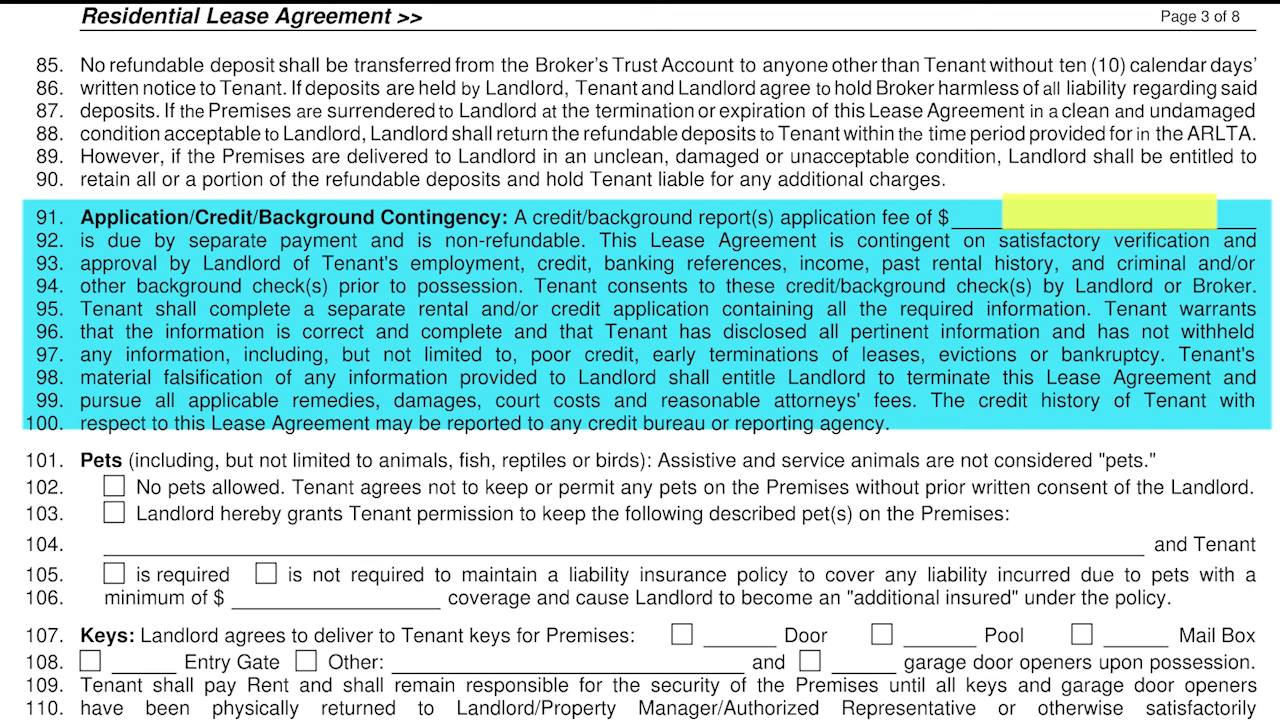 Residential Lease Agreement >>
Page 3 of 8
85. No refundable deposit shall be transferred from the Broker's Trust Account to anyone other than Tenant without ten (10) calendar days'
86. written notice to Tenant. If deposits are held by Landlord, Tenant and Landlord agree to hold Broker harmless of all liability regarding said
87. deposits. If the Premises are surrendered to Landlord at the termination or expiration of this Lease Agreement in a clean and undamaged
88. condition acceptable to Landlord, Landlord shall return the refundable deposits to Tenant within the time period provided for in the ARLTA.
89. However, if the Premises are delivered to Landlord in an unclean, damaged or unacceptable condition, Landlord shall be entitled to
90. retain all or a portion of the refundable deposits and hold Tenant liable for any additional charges.
91. Application/Credit/Background Contingency: A credit/background report(s) application fee of $
92. is due by separate payment and is non-refundable. This Lease Agreement is contingent on satisfactory verification and
93. approval by Landlord of Tenant's employment, credit, banking references, income, past rental history, and criminal and/or
94. other background check(s) prior to possession. Tenant consents to these credit/background check(s) by Landlord or Broker.
95. Tenant shall complete a separate rental and/or credit application containing all the required information. Tenant warrants
96. that the information is correct and complete and that Tenant has disclosed all pertinent information and has not withheld
97. any information, including, but not limited to, poor credit, early terminations of leases, evictions or bankruptcy. Tenant's
98. material falsification of any information provided to Landlord shall entitle Landlord to terminate this Lease Agreement and
99. pursue all applicable remedies, damages, court costs and reasonable attorneys' fees. The credit history of Tenant with
100. respect to this Lease Agreement may be reported to any credit bureau or reporting agency.
101. Pets (including, but not limited to animals, fish, reptiles or birds): Assistive and service animals are not considered "pets."
102. No pets allowed. Tenant agrees not to keep or permit any pets on the Premises without prior written consent of the Landlord.
103. Landlord hereby grants Tenant permission to keep the following described pet(s) on the Premises:
104. and Tenant
105. is required is not required to maintain a liability insurance policy to cover any liability incurred due to pets with a
106. minimum of $ coverage and cause Landlord to become an "additional insured" under the policy.
107. Keys: Landlord agrees to deliver to Tenant keys for Premises: Door Pool Mail Box
108. Entry Gate Other: and garage door openers upon possession.
109. Tenant shall pay Rent and shall remain responsible for the security of the Premises until all keys and garage door openers
110. have been physically returned to Landlord/Property Manager/Authorized Representative or otherwise satisfactorily